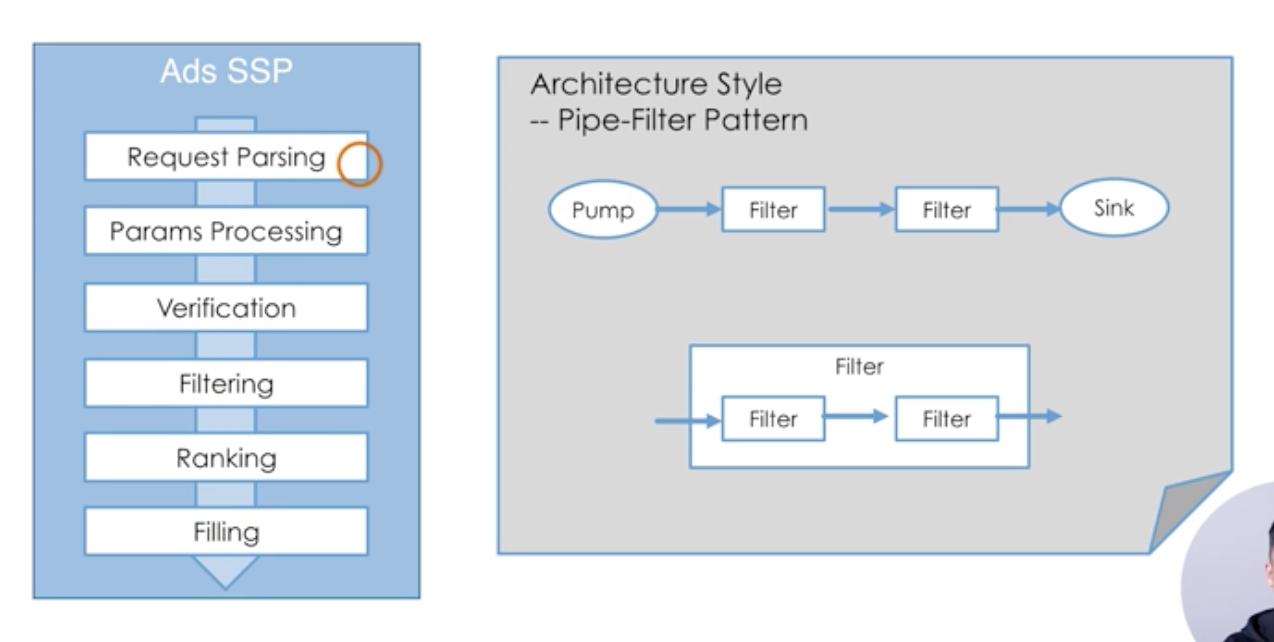 Ads SSP
Request Parsing
Params Processing
Verification
Filtering
Ranking
Filling
Architecture Style
-- Pipe-Filter Pattern
Pump
Filter
Filter
Sink
Filter
Filter
Filter